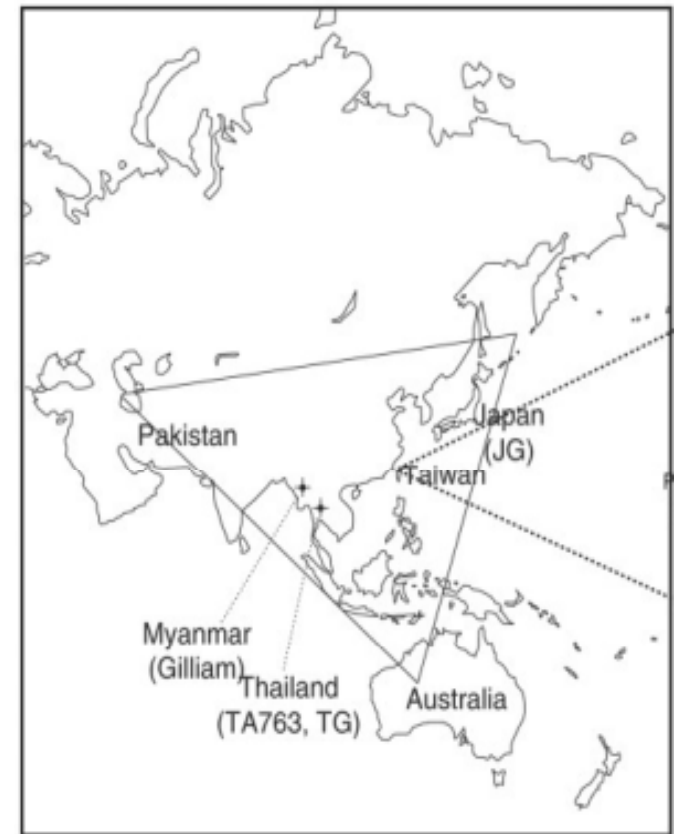 Pakistan
Japan
(JG)
Taiwan
Myanmar
(Gilliam)
Thailand
(TA763, TG)
Australia